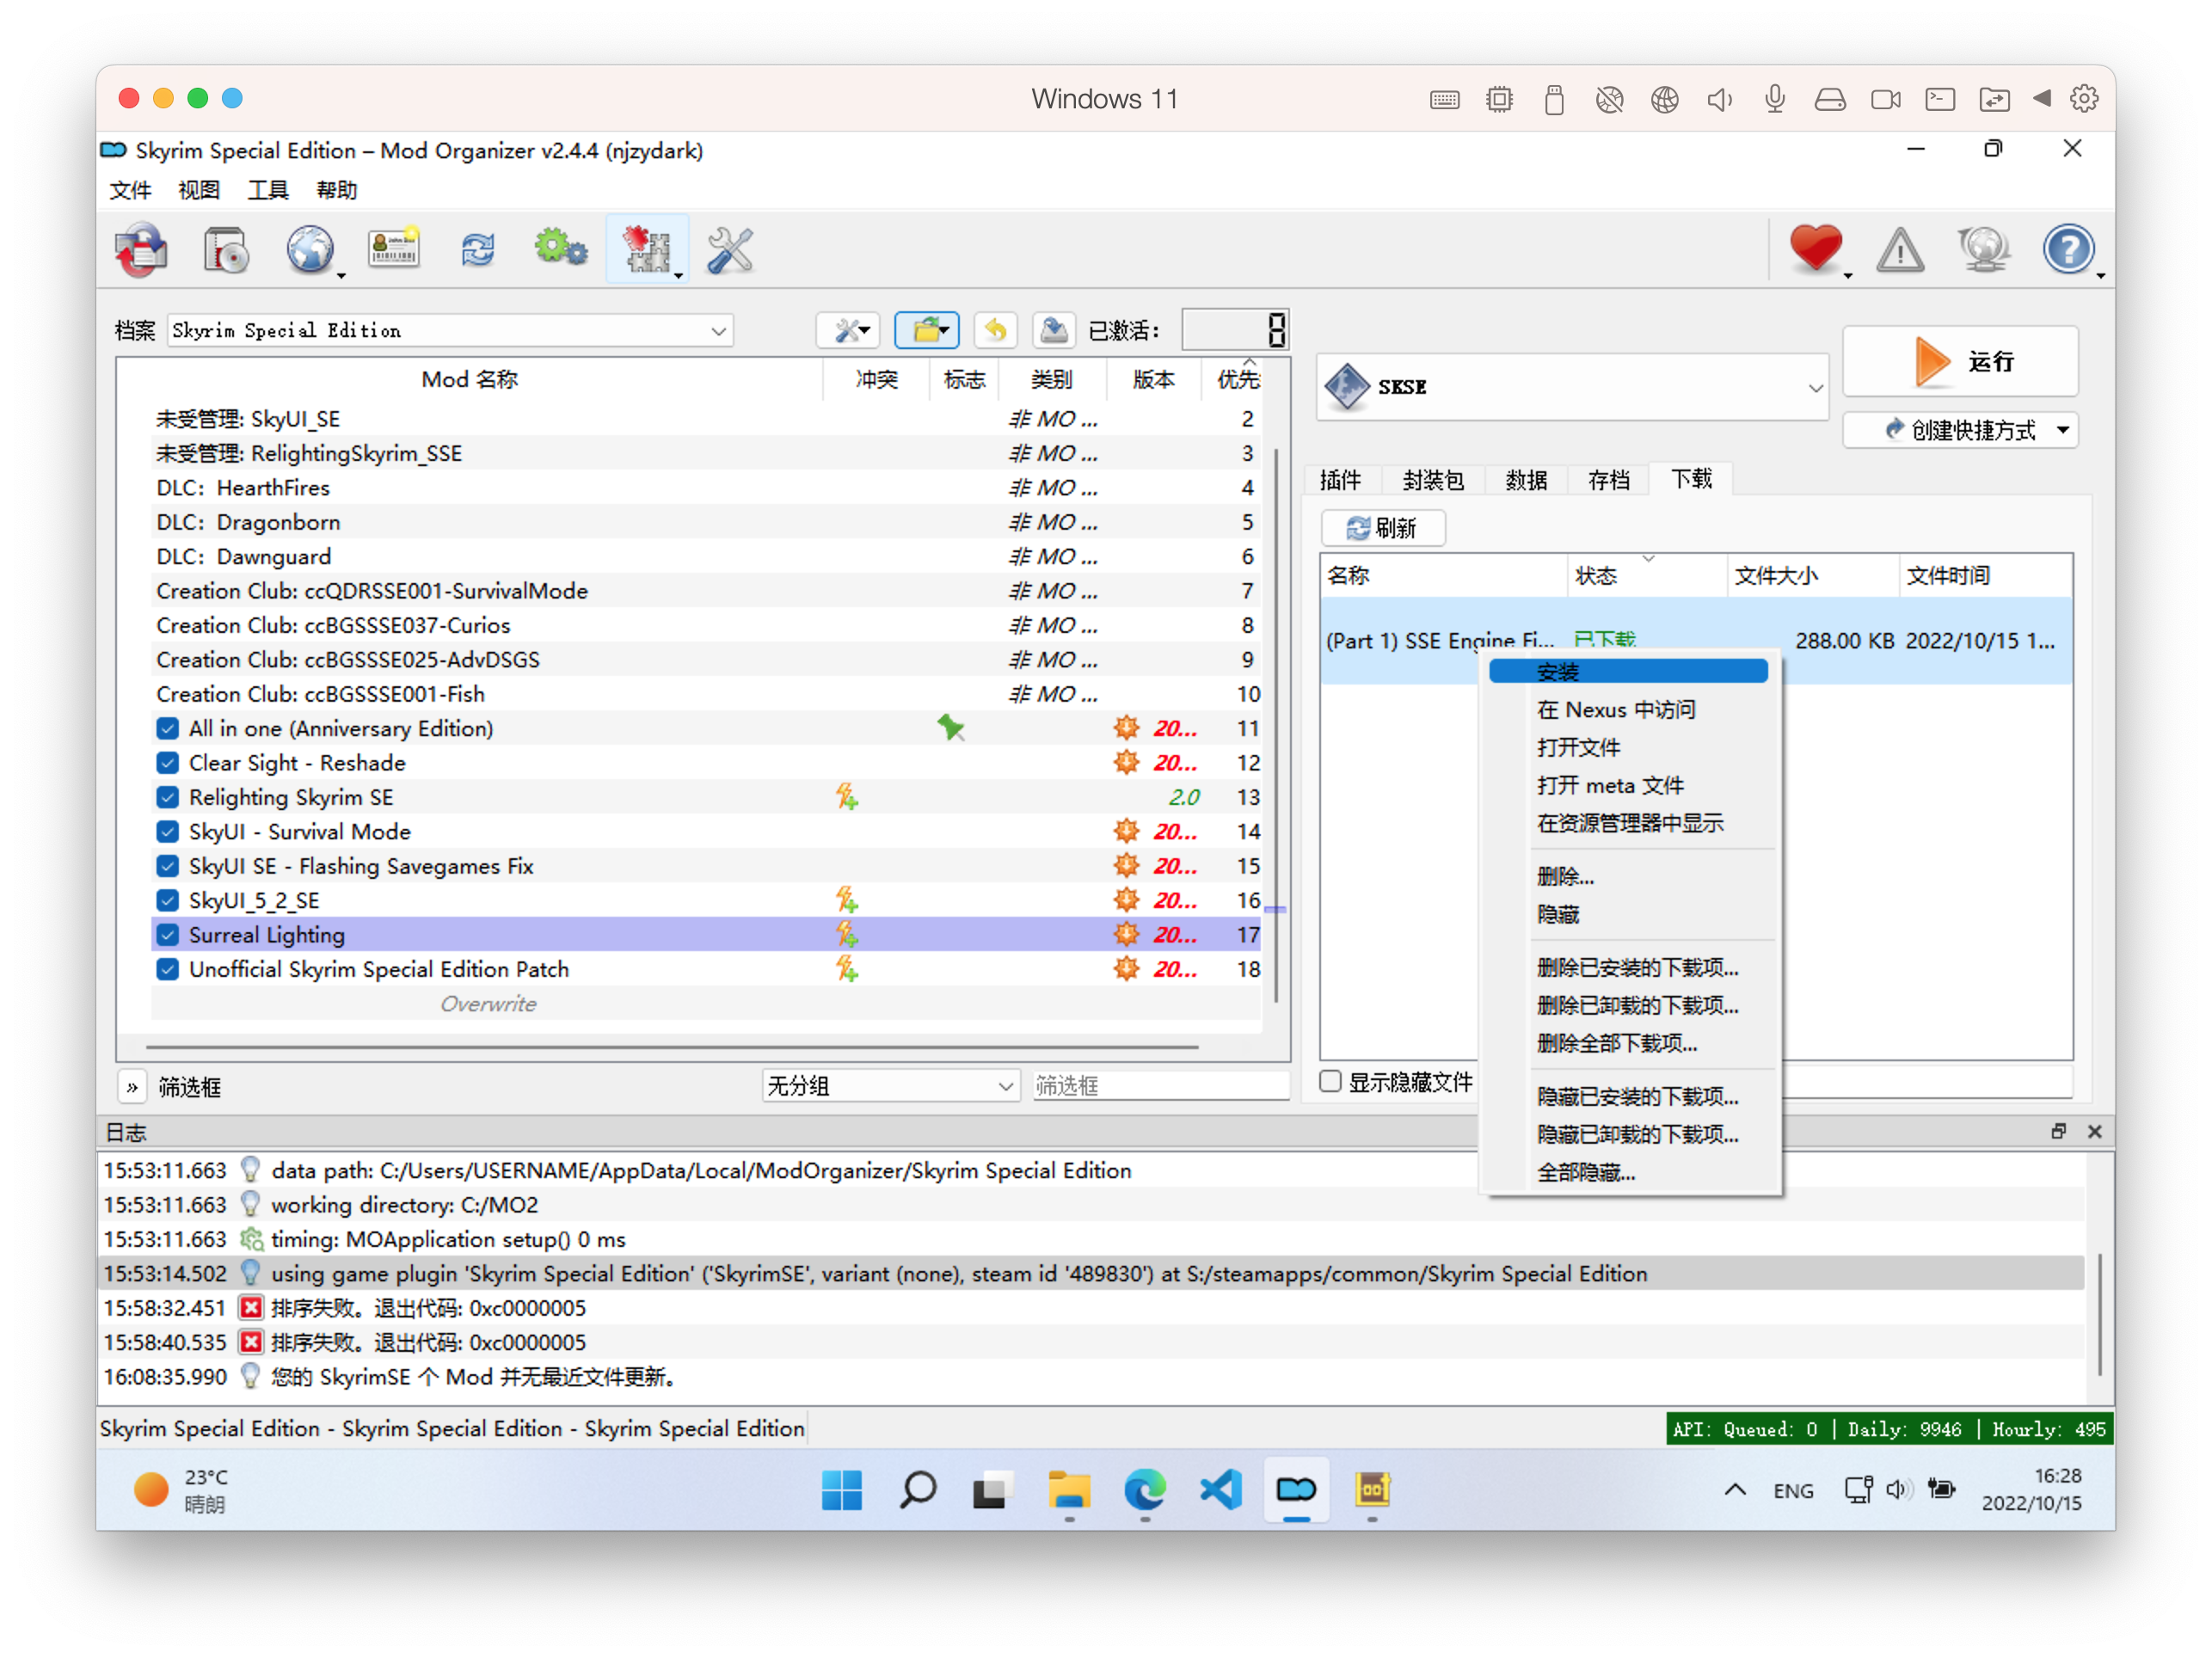 Windows 11
Skyrim Special Edition – Mod Organizer v2.4.4 (njzydark)
文件 视图 工具 帮助
档案 Skyrim Special Edition 已激活： 8
Mod 名称 冲突 标志 类别 版本 优先
未受管理: SkyUI_SE 非 MO ... 2
未受管理: RelightingSkyrim_SSE 非 MO ... 3
DLC：HearthFires 非 MO ... 4
DLC：Dragonborn 非 MO ... 5
DLC：Dawnguard 非 MO ... 6
Creation Club: ccQDRSSE001-SurvivalMode 非 MO ... 7
Creation Club: ccBGSSSE037-Curios 非 MO ... 8
Creation Club: ccBGSSSE025-AdvDSGS 非 MO ... 9
Creation Club: ccBGSSSE001-Fish 非 MO ... 10
All in one (Anniversary Edition) 20... 11
Clear Sight - Reshade 20... 12
Relighting Skyrim SE 2.0 13
SkyUI - Survival Mode 20... 14
SkyUI SE - Flashing Savegames Fix 20... 15
SkyUI_5_2_SE 20... 16
Surreal Lighting 20... 17
Unofficial Skyrim Special Edition Patch 20... 18
Overwrite
» 筛选框 无分组 筛选框
SKSE
运行
创建快捷方式
插件 封装包 数据 存档 下载
刷新
名称 状态 文件大小 文件时间
(Part 1) SSE Engine Fi... 已下载 288.00 KB 2022/10/15 1...
安装
在 Nexus 中访问
打开文件
打开 meta 文件
在资源管理器中显示
删除...
隐藏
删除已安装的下载项...
删除已卸载的下载项...
删除全部下载项...
隐藏已安装的下载项...
隐藏已卸载的下载项...
全部隐藏...
显示隐藏文件
日志
15:53:11.663 data path: C:/Users/USERNAME/AppData/Local/ModOrganizer/Skyrim Special Edition
15:53:11.663 working directory: C:/MO2
15:53:11.663 timing: MOApplication setup() 0 ms
15:53:14.502 using game plugin 'Skyrim Special Edition' ('SkyrimSE', variant (none), steam id '489830') at S:/steamapps/common/Skyrim Special Edition
15:58:32.451 排序失败。退出代码: 0xc0000005
15:58:40.535 排序失败。退出代码: 0xc0000005
16:08:35.990 您的 SkyrimSE 个 Mod 并无最近文件更新。
Skyrim Special Edition - Skyrim Special Edition - Skyrim Special Edition
API: Queued: 0 | Daily: 9946 | Hourly: 495
23°C
晴朗
ENG
16:28
2022/10/15